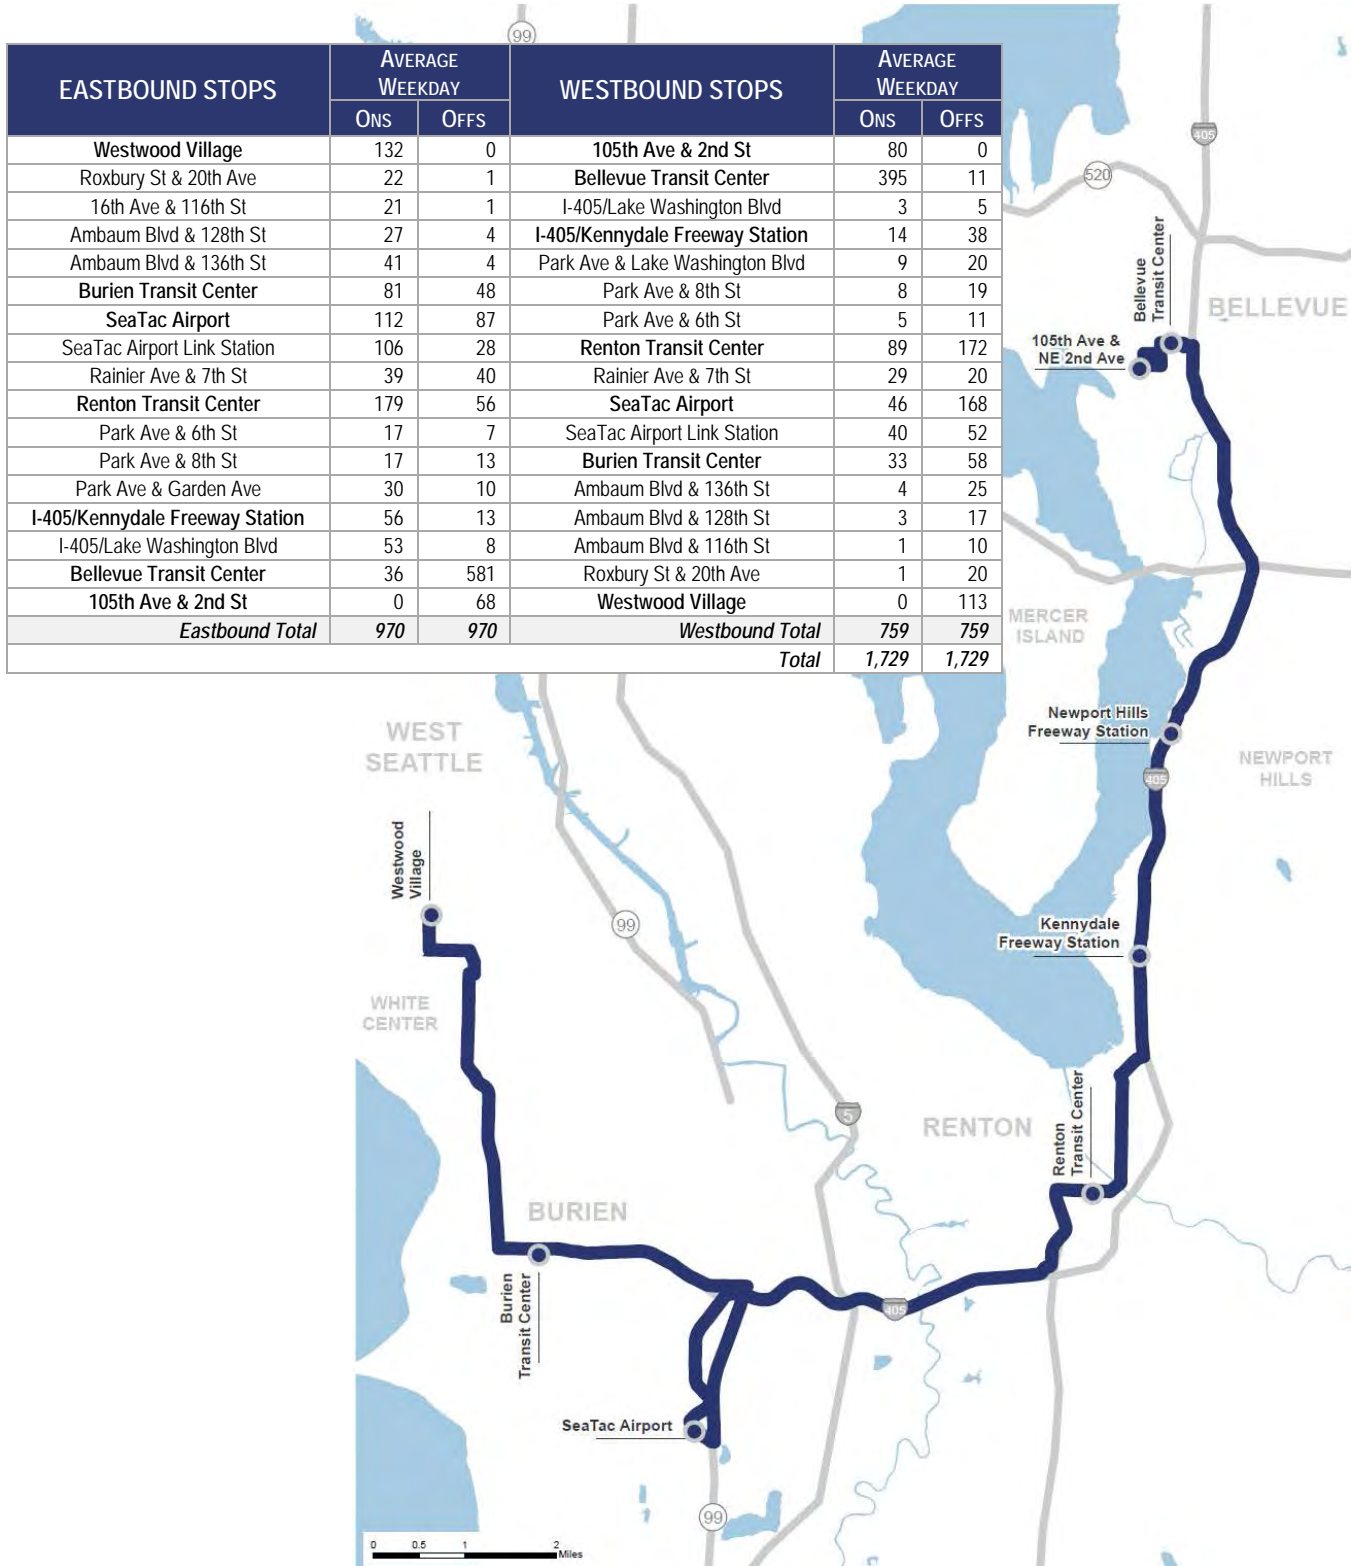 99
EASTBOUND STOPS AVERAGE WEEKDAY WESTBOUND STOPS AVERAGE WEEKDAY
ONS OFFS ONS OFFS
Westwood Village 132 0 105th Ave & 2nd St 80 0
Roxbury St & 20th Ave 22 1 Bellevue Transit Center 395 11
16th Ave & 116th St 21 1 I-405/Lake Washington Blvd 3 5
Ambaum Blvd & 128th St 27 4 I-405/Kennydale Freeway Station 14 38
Ambaum Blvd & 136th St 41 4 Park Ave & Lake Washington Blvd 9 20
Burien Transit Center 81 48 Park Ave & 8th St 8 19
SeaTac Airport 112 87 Park Ave & 6th St 5 11
SeaTac Airport Link Station 106 28 Renton Transit Center 89 172
Rainier Ave & 7th St 39 40 Rainier Ave & 7th St 29 20
Renton Transit Center 179 56 SeaTac Airport 46 168
Park Ave & 6th St 17 7 SeaTac Airport Link Station 40 52
Park Ave & 8th St 17 13 Burien Transit Center 33 58
Park Ave & Garden Ave 30 10 Ambaum Blvd & 136th St 4 25
I-405/Kennydale Freeway Station 56 13 Ambaum Blvd & 128th St 3 17
I-405/Lake Washington Blvd 53 8 Ambaum Blvd & 116th St 1 10
Bellevue Transit Center 36 581 Roxbury St & 20th Ave 1 20
105th Ave & 2nd St 0 68 Westwood Village 0 113
Eastbound Total 970 970 Westbound Total 759 759
Total 1,729 1,729
405
520
Bellevue
Transit Center
BELLEVUE
105th Ave &
NE 2nd Ave
MERCER
ISLAND
Newport Hills
Freeway Station
WEST
SEATTLE
NEWPORT
HILLS
405
Westwood
Village
99
Kennydale
Freeway Station
WHITE
CENTER
5
RENTON
Renton
Transit Center
BURIEN
Burien
Transit Center
405
SeaTac Airport
99
0 0.5 1 2
Miles